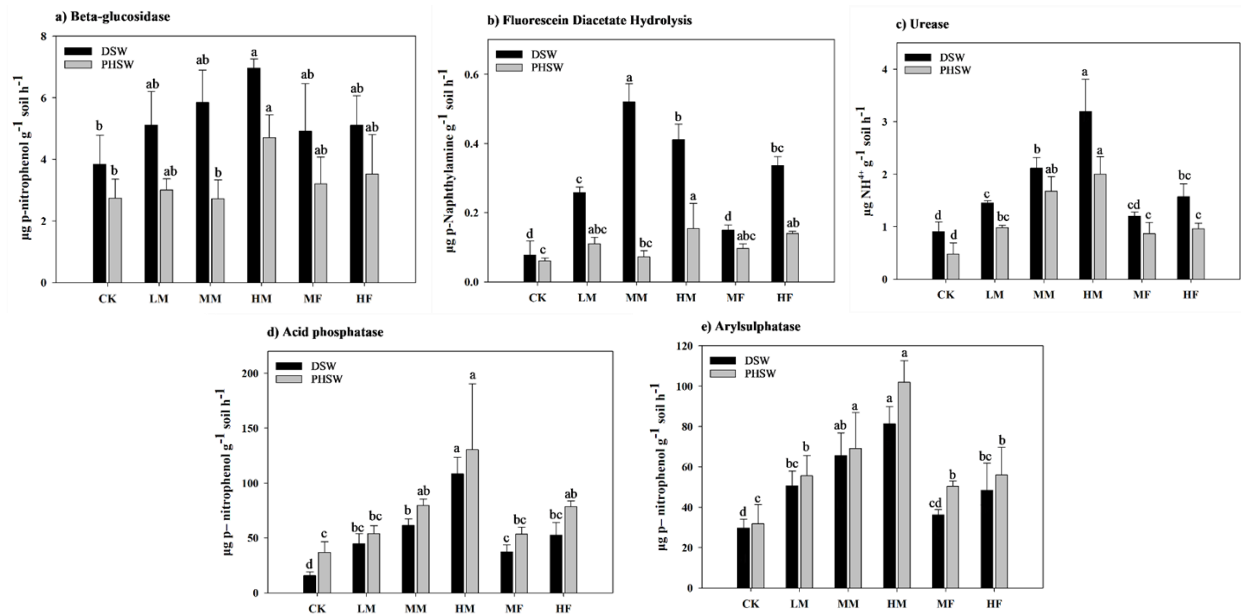 a) Beta-glucosidase
μg p-nitrophenol g⁻¹ soil h⁻¹
8
6
4
2
0
DSW
PHSW
b
b
ab
ab
ab
b
a
a
ab
ab
ab
ab
CK LM MM HM MF HF
b) Fluorescein Diacetate Hydrolysis
μg p-Naphthylamine g⁻¹ soil h⁻¹
0.6
0.4
0.2
0.0
DSW
PHSW
d
c
c
abc
a
bc
b
a
d
abc
bc
ab
CK LM MM HM MF HF
c) Urease
μg NH⁴⁺ g⁻¹ soil h⁻¹
4
3
2
1
0
DSW
PHSW
d
d
c
bc
b
ab
a
a
cd
c
bc
c
CK LM MM HM MF HF
d) Acid phosphatase
μg p– nitrophenol g⁻¹ soil h⁻¹
200
150
100
50
0
DSW
PHSW
d
c
bc
bc
b
ab
a
a
c
bc
bc
ab
CK LM MM HM MF HF
e) Arylsulphatase
μg p– nitrophenol g⁻¹ soil h⁻¹
120
100
80
60
40
20
0
DSW
PHSW
d
c
bc
b
ab
a
a
a
cd
b
bc
b
CK LM MM HM MF HF